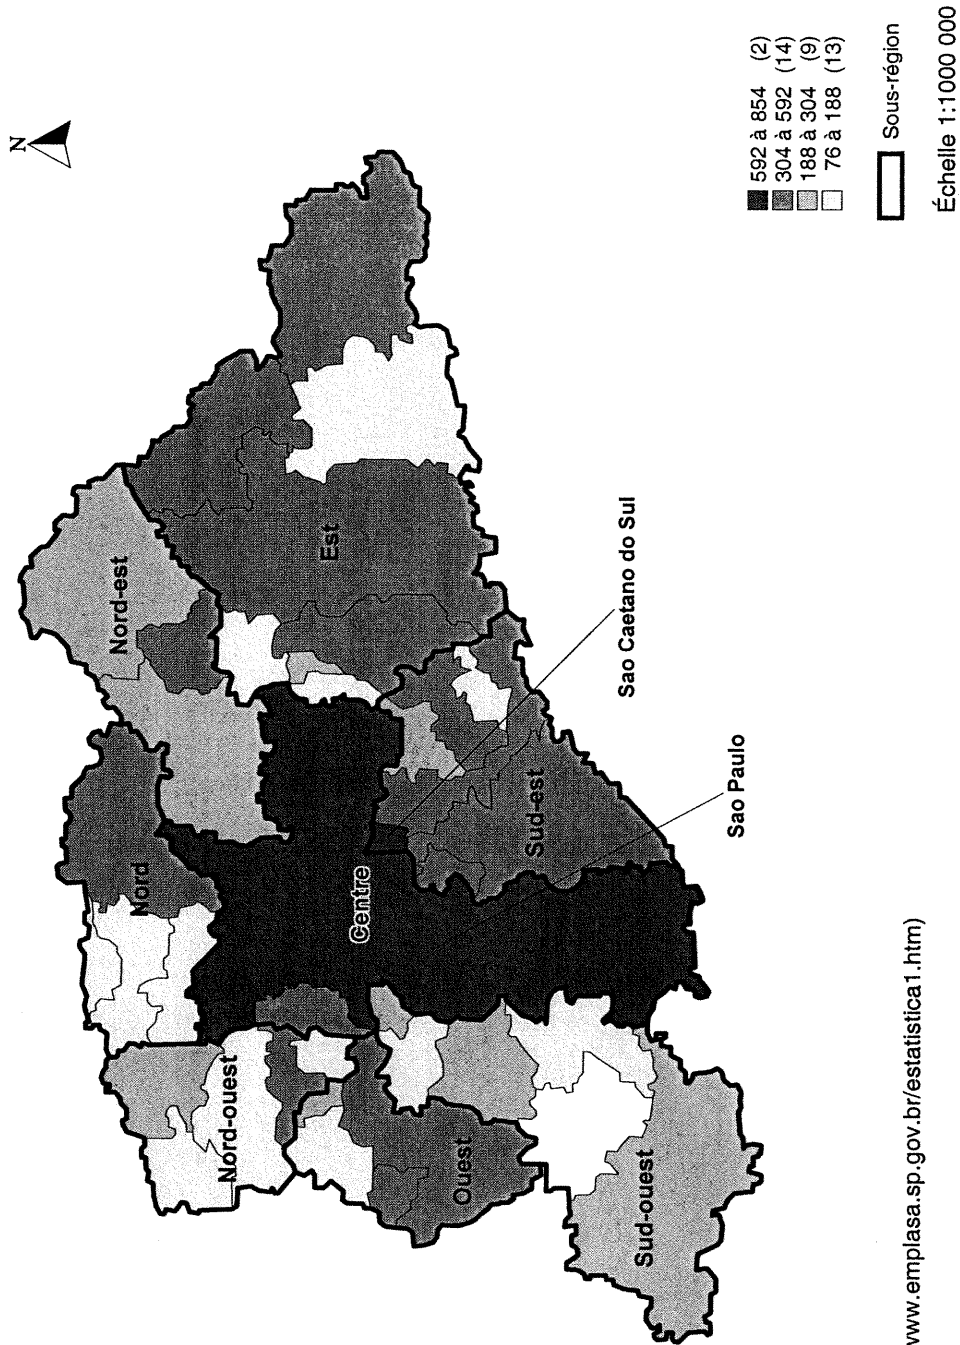 N
Nord-est
Nord
Est
Nord-ouest
Centre
Sao Caetano do Sul
Ouest
Sud-est
Sao Paulo
Sud-ouest
592 à 854 (2)
304 à 592 (14)
188 à 304 (9)
76 à 188 (13)
Sous-région
Échelle 1:1000 000
www.emplasa.sp.gov.br/estatistica1.htm)